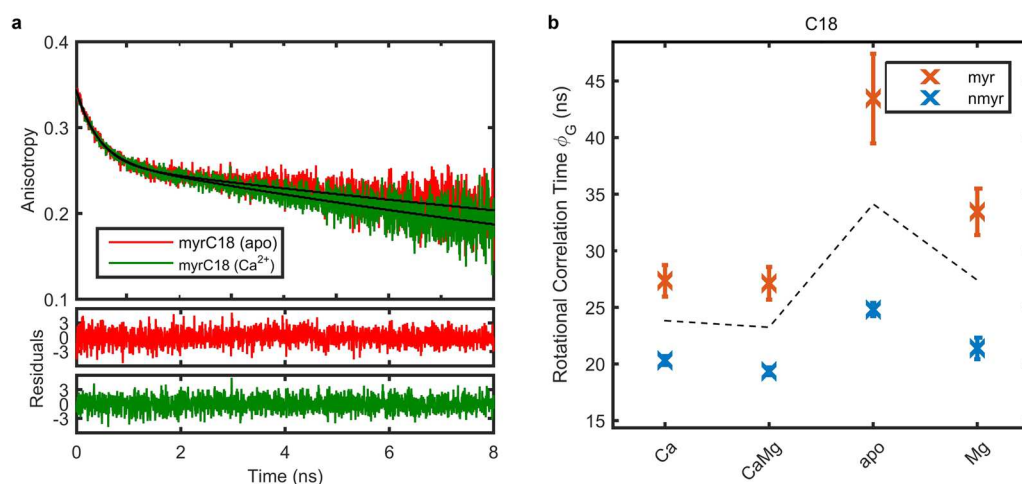 a
0.4
0.3
0.2
0.1
Anisotropy
myrC18 (apo)
myrC18 (Ca²⁺)
3
0
-3
3
0
-3
Residuals
0 2 4 6 8
Time (ns)
b
C18
45
40
35
30
25
20
15
Rotational Correlation Time ϕG (ns)
myr
nmyr
Ca CaMg apo Mg